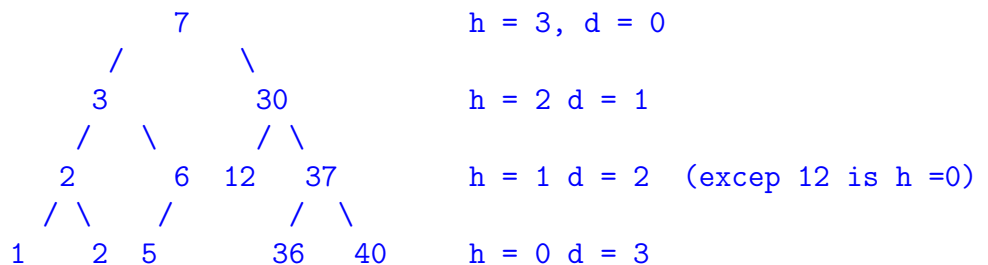 7 h = 3, d = 0
/ \
3 30 h = 2 d = 1
/ \ / \
2 6 12 37 h = 1 d = 2 (excep 12 is h =0)
/ \ / / \
1 2 5 36 40 h = 0 d = 3